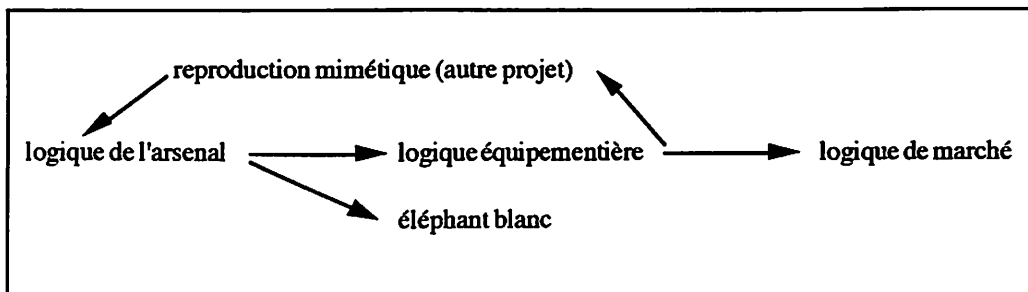 reproduction mimétique (autre projet)
logique de l'arsenal logique équipementière logique de marché
éléphant blanc